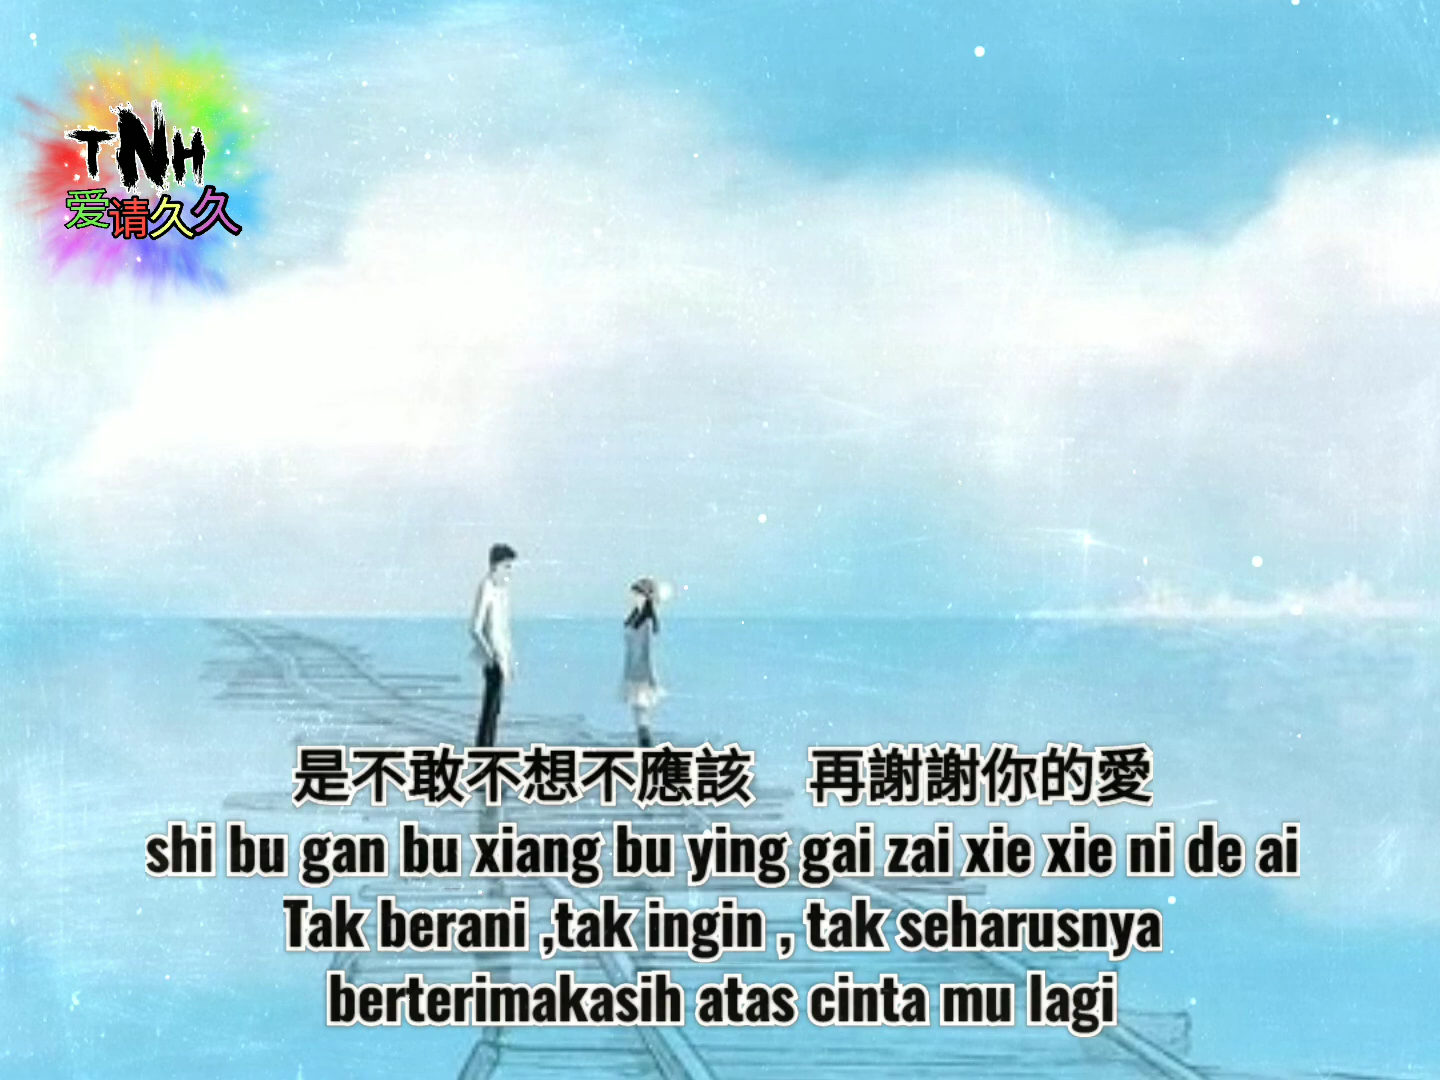 TNH
爱请久久
是不敢不想不應該　再謝謝你的愛
shi bu gan bu xiang bu ying gai zai xie xie ni de ai
Tak berani ,tak ingin , tak seharusnya
berterimakasih atas cinta mu lagi